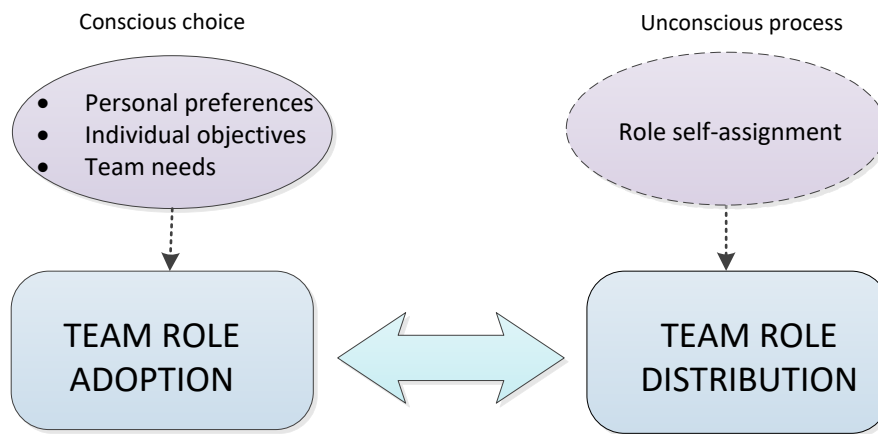 Conscious choice
Unconscious process
• Personal preferences
• Individual objectives
• Team needs
Role self-assignment
TEAM ROLE
ADOPTION
TEAM ROLE
DISTRIBUTION